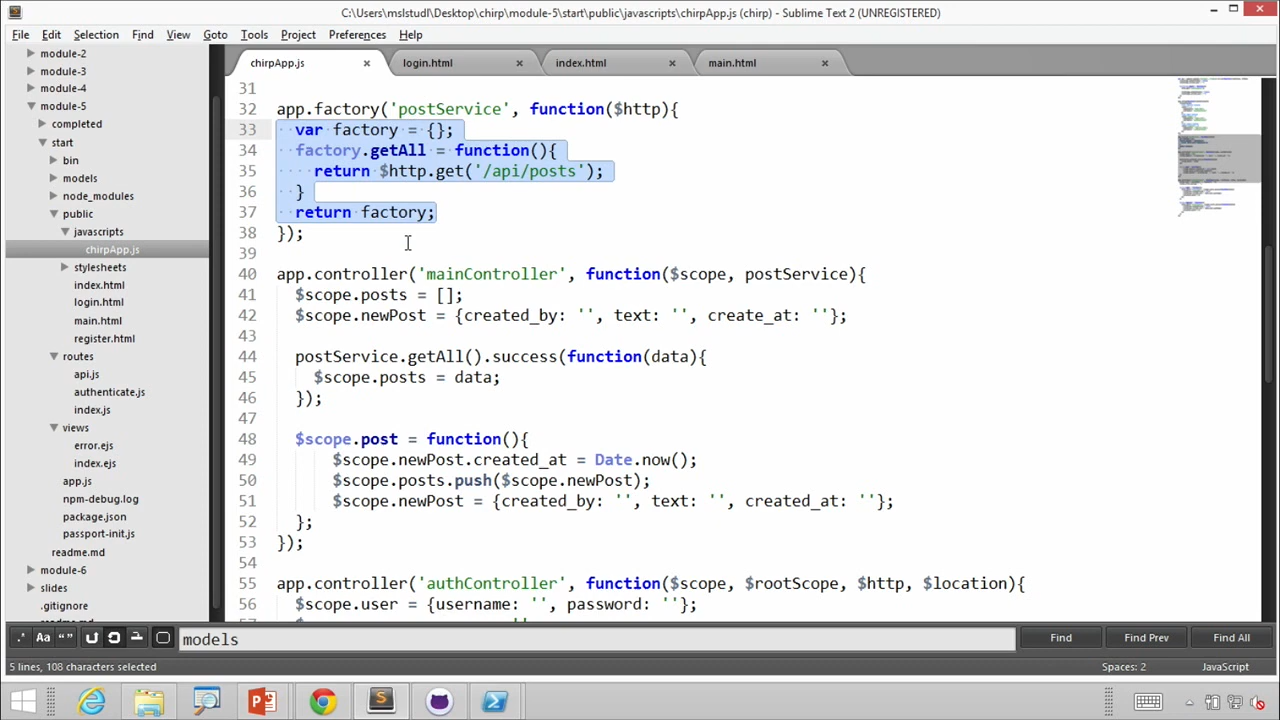 C:\Users\mslstudl\Desktop\chirp\module-5\start\public\javascripts\chirpApp.js (chirp) - Sublime Text 2 (UNREGISTERED)
File Edit Selection Find View Goto Tools Project Preferences Help
module-2
module-3
module-4
module-5
completed
start
bin
models
node_modules
public
javascripts
chirpApp.js
stylesheets
index.html
login.html
main.html
register.html
routes
api.js
authenticate.js
index.js
views
error.ejs
index.ejs
app.js
npm-debug.log
package.json
passport-init.js
readme.md
module-6
slides
.gitignore
chirpApp.js login.html index.html main.html
31
32 app.factory('postService', function($http){
33 var factory = {};
34 factory.getAll = function(){
35 return $http.get('/api/posts');
36 }
37 return factory;
38 });
39
40 app.controller('mainController', function($scope, postService){
41 $scope.posts = [];
42 $scope.newPost = {created_by: '', text: '', create_at: ''};
43
44 postService.getAll().success(function(data){
45 $scope.posts = data;
46 });
47
48 $scope.post = function(){
49 $scope.newPost.created_at = Date.now();
50 $scope.posts.push($scope.newPost);
51 $scope.newPost = {created_by: '', text: '', created_at: ''};
52 };
53 });
54
55 app.controller('authController', function($scope, $rootScope, $http, $location){
56 $scope.user = {username: '', password: ''};
.* Aa “ ” models Find Find Prev Find All
5 lines, 108 characters selected Spaces: 2 JavaScript